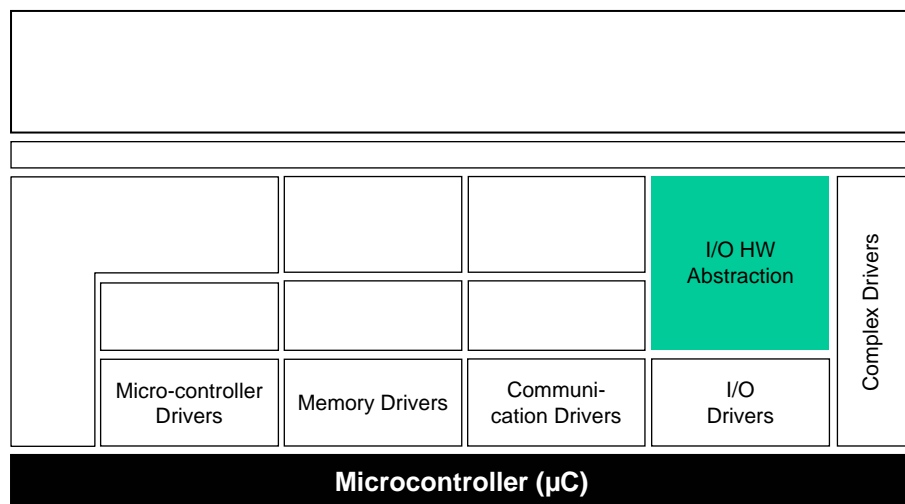 I/O HW
Abstraction
Complex Drivers
Micro-controller
Drivers
Memory Drivers
Communi-
cation Drivers
I/O
Drivers
Microcontroller (µC)